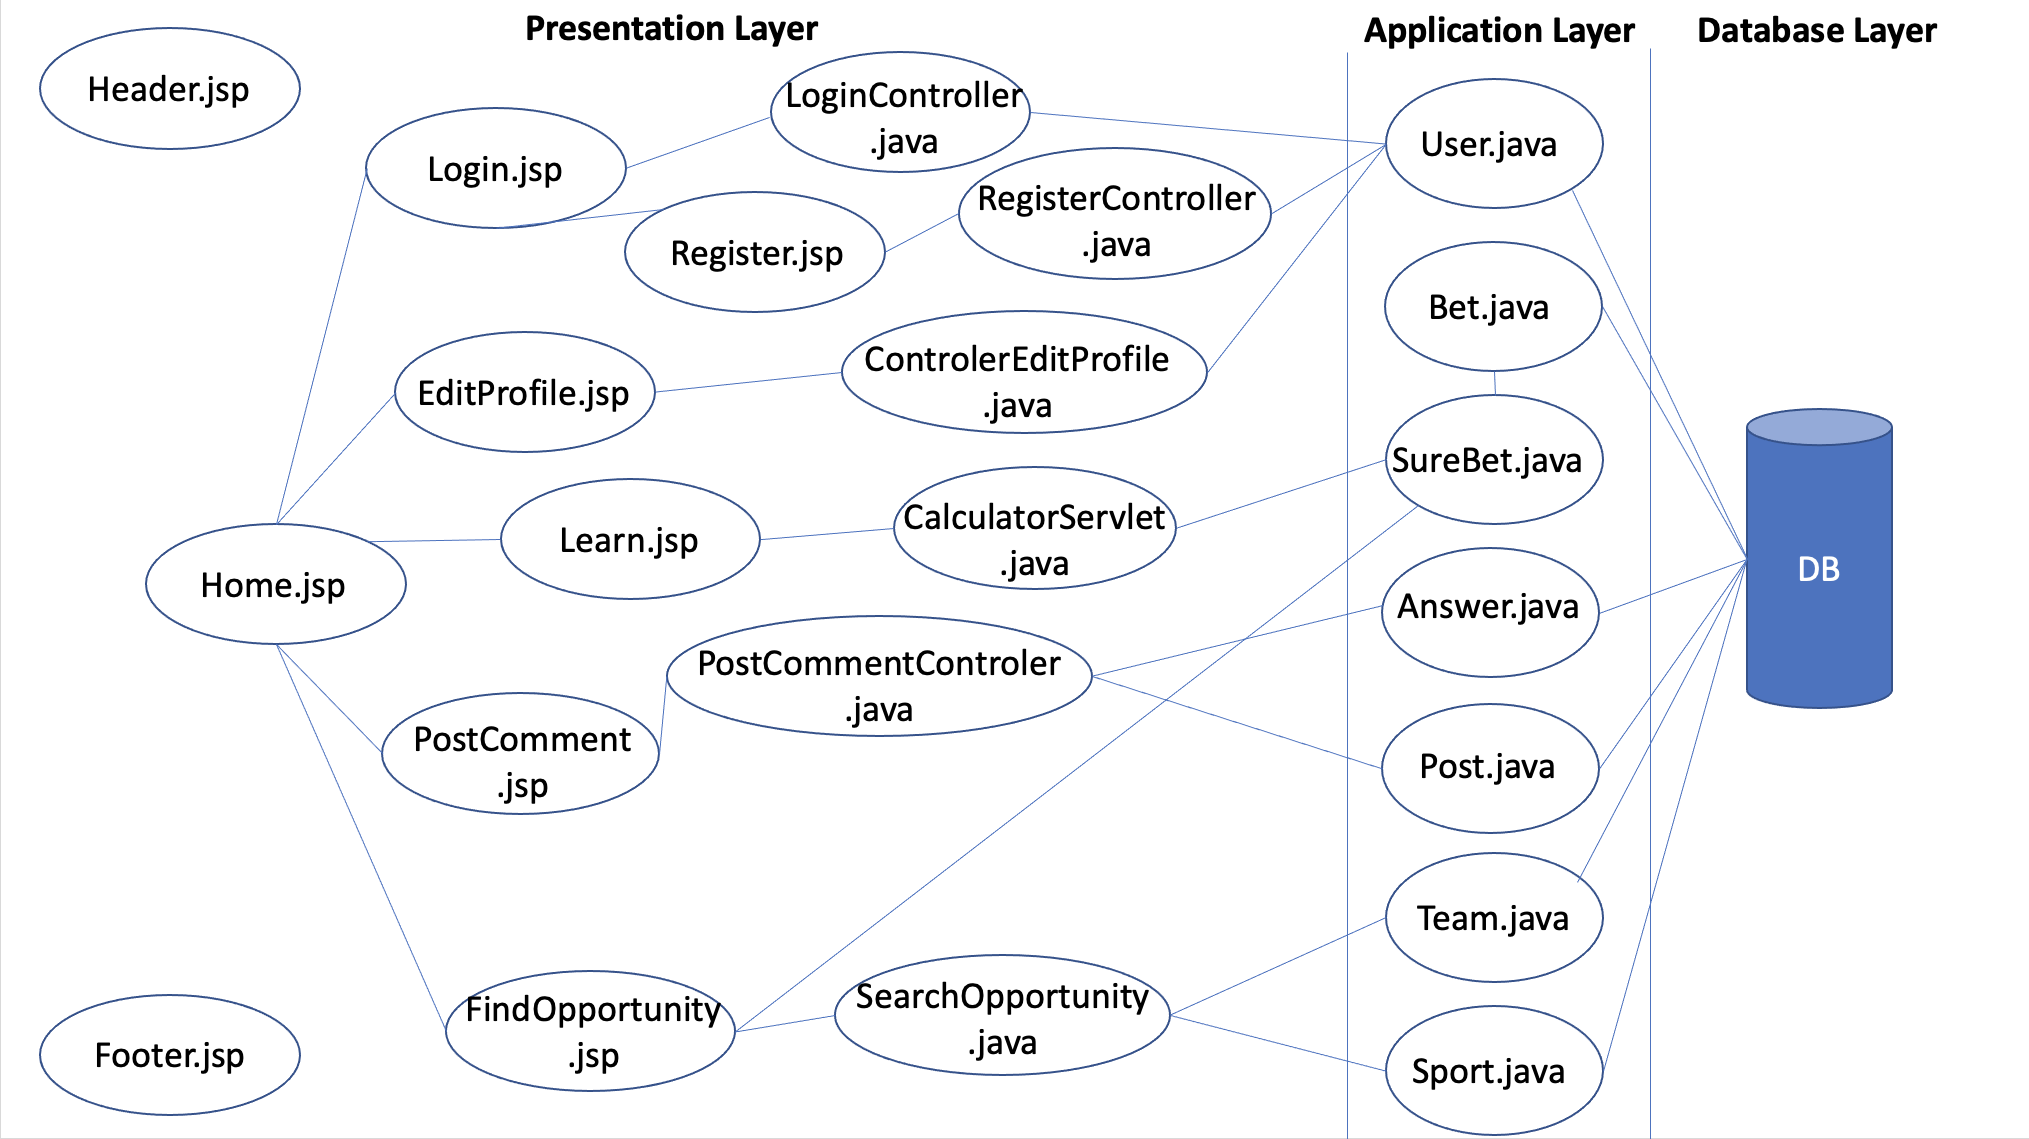 Presentation Layer
Application Layer
Database Layer
Header.jsp
LoginController
.java
User.java
Login.jsp
RegisterController
.java
Register.jsp
Bet.java
ControlerEditProfile
.java
EditProfile.jsp
SureBet.java
CalculatorServlet
.java
Learn.jsp
DB
Home.jsp
Answer.java
PostCommentControler
.java
PostComment
.jsp
Post.java
Team.java
FindOpportunity
.jsp
SearchOpportunity
.java
Footer.jsp
Sport.java